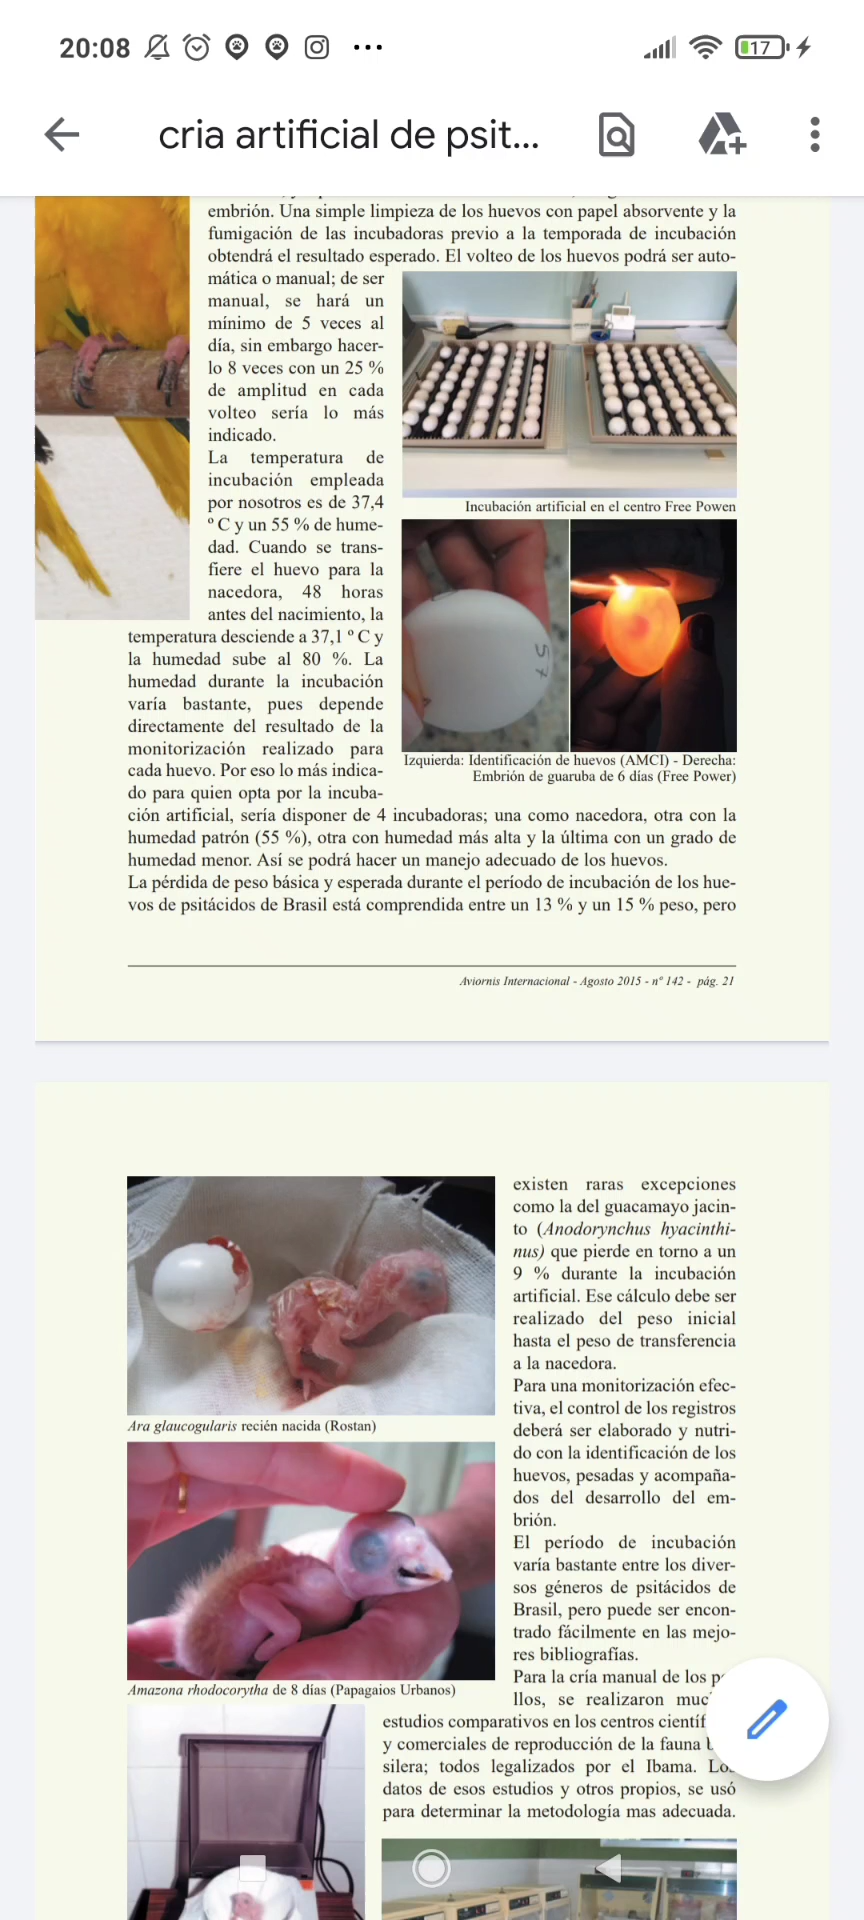 20:08
17
cria artificial de psit...
embrión. Una simple limpieza de los huevos con papel absorvente y la
fumigación de las incubadoras previo a la temporada de incubación
obtendrá el resultado esperado. El volteo de los huevos podrá ser auto-
mática o manual; de ser
manual, se hará un
mínimo de 5 veces al
día, sin embargo hacer-
lo 8 veces con un 25 %
de amplitud en cada
volteo sería lo más
indicado.
La temperatura de
incubación empleada
por nosotros es de 37,4
º C y un 55 % de hume-
dad. Cuando se trans-
fiere el huevo para la
nacedora, 48 horas
antes del nacimiento, la
temperatura desciende a 37,1 º C y
la humedad sube al 80 %. La
humedad durante la incubación
varía bastante, pues depende
directamente del resultado de la
monitorización realizado para
cada huevo. Por eso lo más indica-
do para quien opta por la incuba-
ción artificial, sería disponer de 4 incubadoras; una como nacedora, otra con la
humedad patrón (55 %), otra con humedad más alta y la última con un grado de
humedad menor. Así se podrá hacer un manejo adecuado de los huevos.
La pérdida de peso básica y esperada durante el período de incubación de los hue-
vos de psitácidos de Brasil está comprendida entre un 13 % y un 15 % peso, pero
Incubación artificial en el centro Free Powen
57
Izquierda: Identificación de huevos (AMCI) - Derecha:
Embrión de guaruba de 6 días (Free Power)
Aviornis Internacional - Agosto 2015 - nº 142 - pág. 21
existen raras excepciones
como la del guacamayo jacin-
to (Anodorynchus hyacinthi-
nus) que pierde en torno a un
9 % durante la incubación
artificial. Ese cálculo debe ser
realizado del peso inicial
hasta el peso de transferencia
a la nacedora.
Para una monitorización efec-
tiva, el control de los registros
deberá ser elaborado y nutri-
do con la identificación de los
huevos, pesadas y acompaña-
dos del desarrollo del em-
brión.
El período de incubación
varía bastante entre los diver-
sos géneros de psitácidos de
Brasil, pero puede ser encon-
trado fácilmente en las mejo-
res bibliografías.
Para la cría manual de los
llos, se realizaron
estudios comparativos en los centros
y comerciales de reproducción de la fauna
silera; todos legalizados por el Ibama.
datos de esos estudios y otros propios, se usó
para determinar la metodología mas adecuada.
Ara glaucogularis recién nacida (Rostan)
Amazona rhodocorytha de 8 días (Papagaios Urbanos)